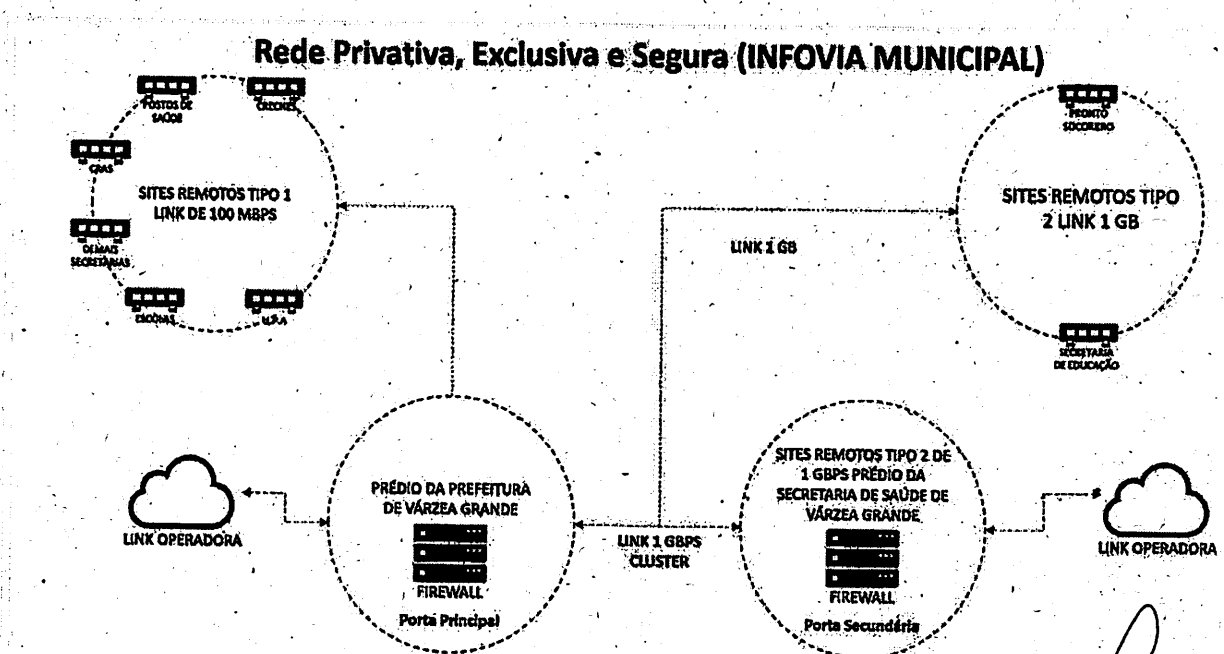 Rede Privativa, Exclusiva e Segura (INFOVIA MUNICIPAL)
POSTOS DE
SAÚDE
CRECHES
CRAS
SITES REMOTOS TIPO 1
LINK DE 100 MBPS
DEMAIS
SECRETARIAS
ESCOLAS
U.P.A
PRONTO
SOCORERO
SITES REMOTOS TIPO
2 LINK 1 GB
SECRETARIA
DE EDUCAÇÃO
LINK 1 GB
LINK OPERADORA
PRÉDIO DA PREFEITURA
DE VÁRZEA GRANDE
FIREWALL
Porta Principal
LINK 1 GBPS
CLUSTER
SITES REMOTOS TIPO 2 DE
1 GBPS PRÉDIO DA
SECRETARIA DE SAÚDE DE
VÁRZEA GRANDE
FIREWALL
Porta Secundária
LINK OPERADORA